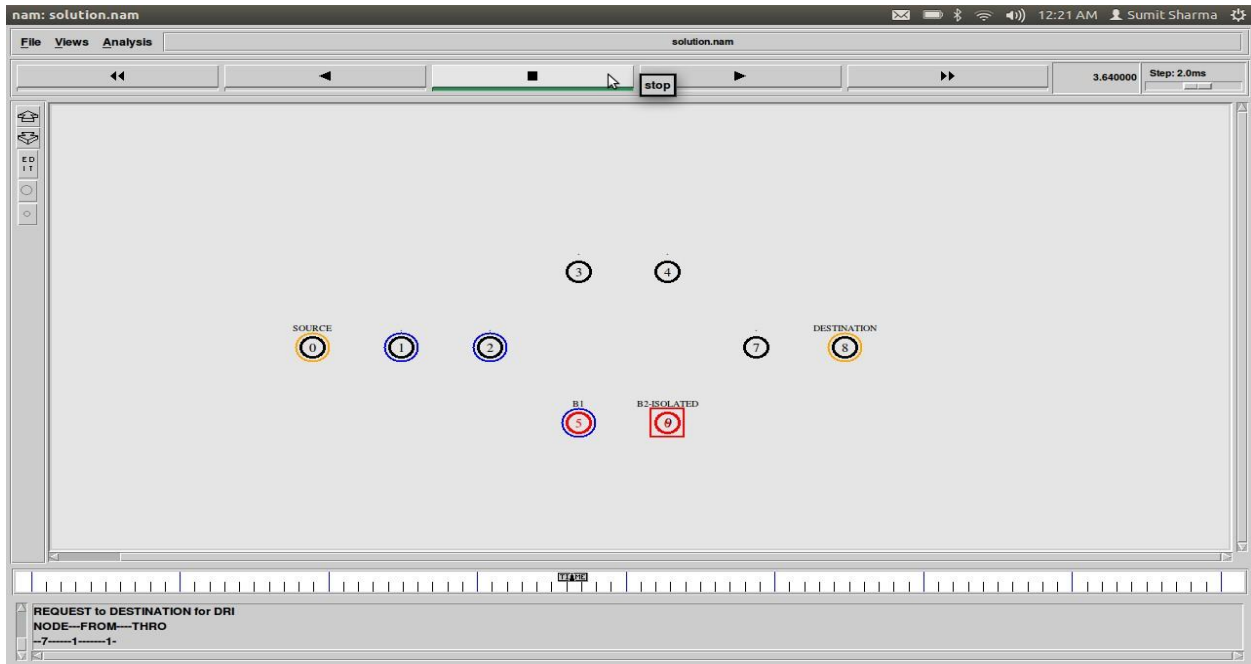 nam: solution.nam
12:21 AM Sumit Sharma
File Views Analysis
solution.nam
stop
3.640000
Step: 2.0ms
ED
IT
3
4
SOURCE
DESTINATION
0
1
2
7
8
B1
B2-ISOLATED
5
TIME
REQUEST to DESTINATION for DRI
NODE---FROM----THRO
--7------1-------1-